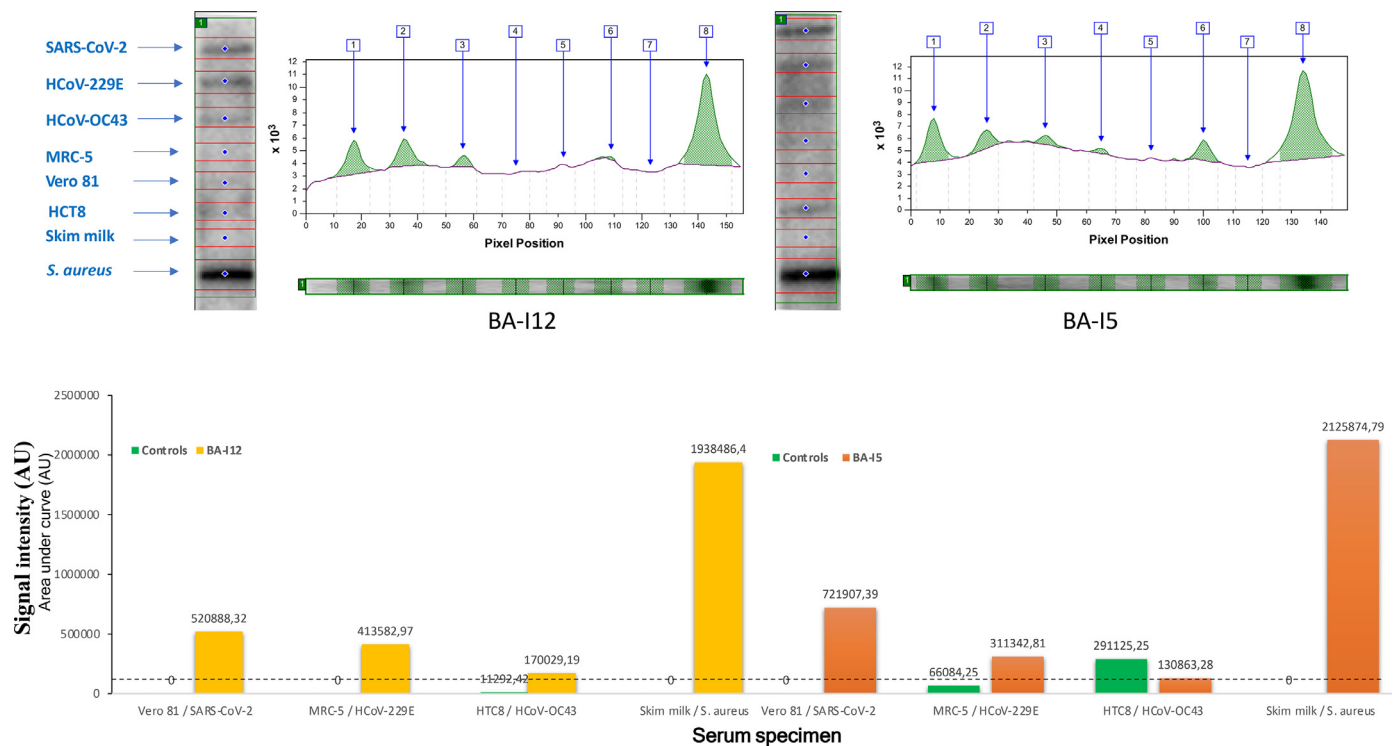 SARS-CoV-2
HCoV-229E
HCoV-OC43
MRC-5
Vero 81
HCT8
Skim milk
S. aureus
1
1 2 3 4 5 6 7 8
x 10³
12
11
10
9
8
7
6
5
4
3
2
1
0
0 10 20 30 40 50 60 70 80 90 100 110 120 130 140 150
Pixel Position
1
BA-I12
1
1 2 3 4 5 6 7 8
x 10³
12
11
10
9
8
7
6
5
4
3
2
1
0
0 10 20 30 40 50 60 70 80 90 100 110 120 130 140
Pixel Position
1
BA-I5
Signal intensity (AU)
Area under curve (AU)
2500000
2000000
1500000
1000000
500000
0
Controls BA-I12
Controls BA-I5
0 520888,32
0 413582,97
11292,42 170029,19
0 1938486,4
0 721907,39
66084,25 311342,81
291125,25 130863,28
0 2125874,79
Vero 81 / SARS-CoV-2 MRC-5 / HCoV-229E HTC8 / HCoV-OC43 Skim milk / S. aureus Vero 81 / SARS-CoV-2 MRC-5 / HCoV-229E HTC8 / HCoV-OC43 Skim milk / S. aureus
Serum specimen